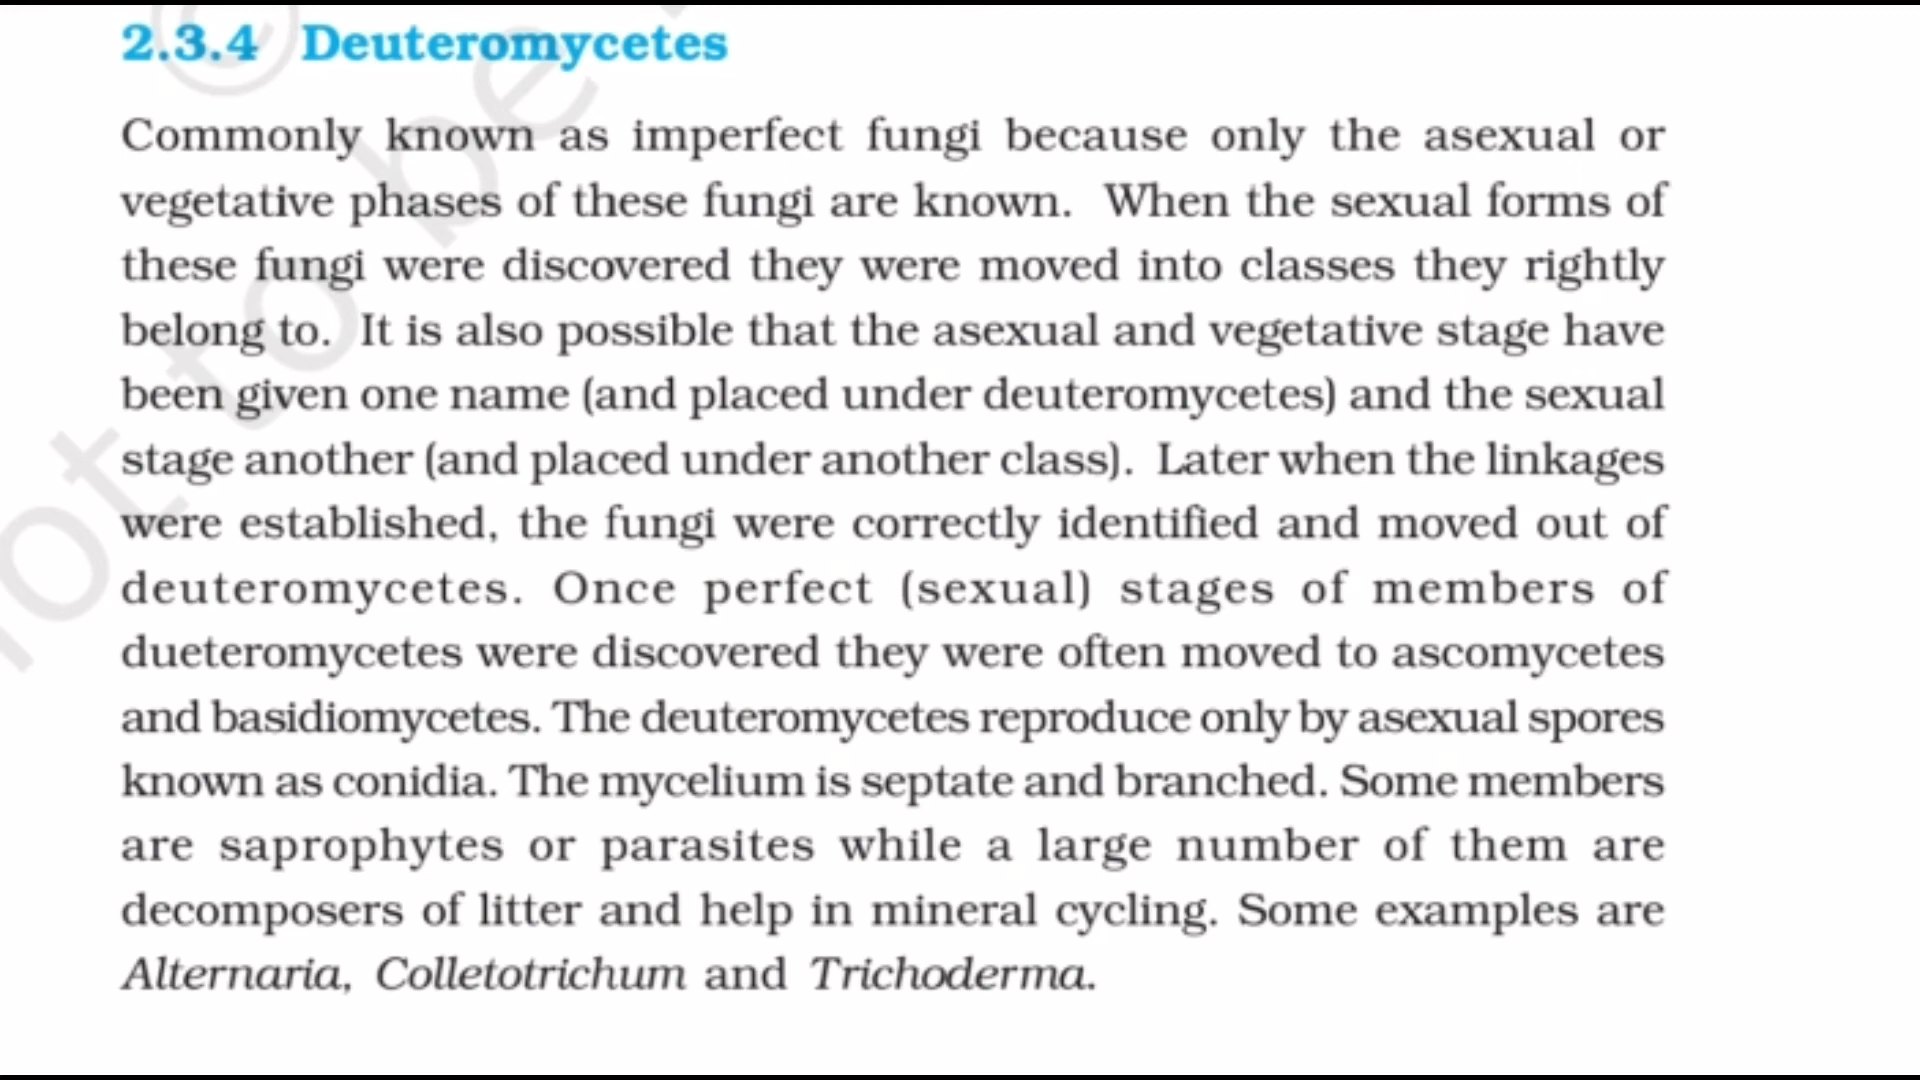 2.3.4 Deuteromycetes
Commonly known as imperfect fungi because only the asexual or
vegetative phases of these fungi are known. When the sexual forms of
these fungi were discovered they were moved into classes they rightly
belong to. It is also possible that the asexual and vegetative stage have
been given one name (and placed under deuteromycetes) and the sexual
stage another (and placed under another class). Later when the linkages
were established, the fungi were correctly identified and moved out of
deuteromycetes. Once perfect (sexual) stages of members of
dueteromycetes were discovered they were often moved to ascomycetes
and basidiomycetes. The deuteromycetes reproduce only by asexual spores
known as conidia. The mycelium is septate and branched. Some members
are saprophytes or parasites while a large number of them are
decomposers of litter and help in mineral cycling. Some examples are
Alternaria, Colletotrichum and Trichoderma.
©
not to be